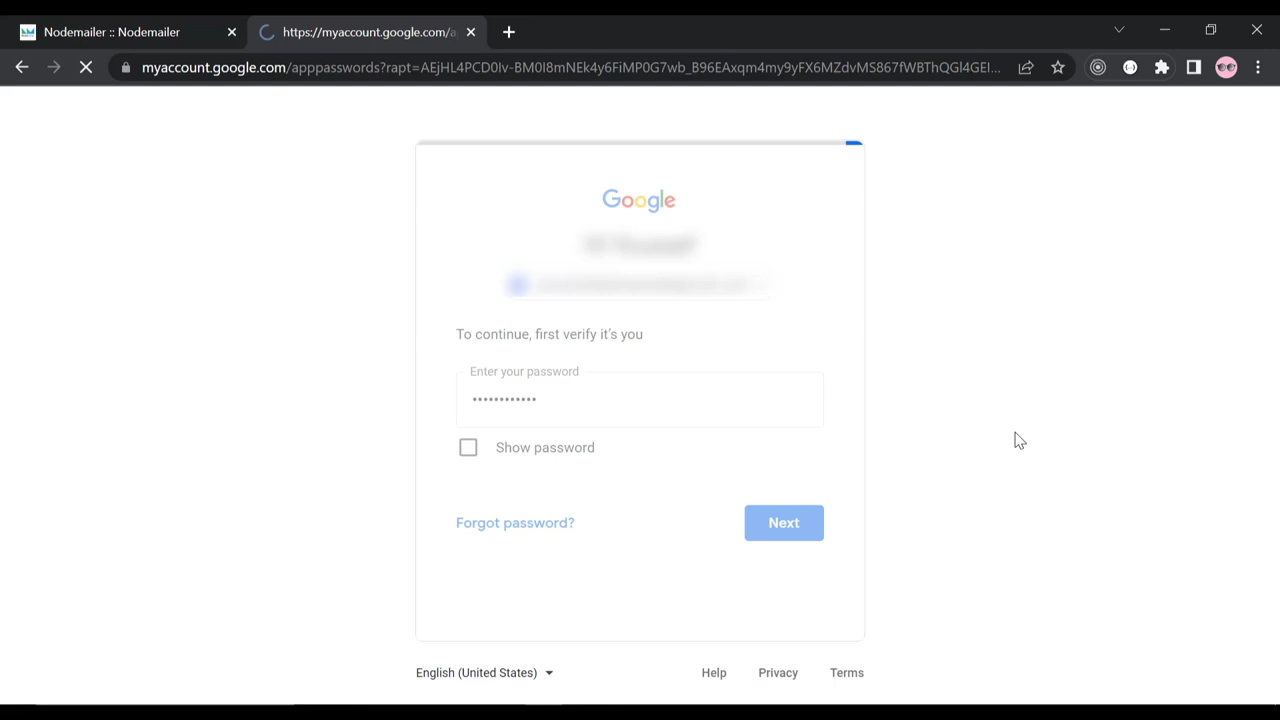 Nodemailer :: Nodemailer
https://myaccount.google.com/a
myaccount.google.com/apppasswords?rapt=AEjHL4PCD0Iv-BM0I8mNEk4y6FiMP0G7wb_B96EAxqm4my9yFX6MZdvMS867fWBThQGl4GEI...
Google
To continue, first verify it's you
Enter your password
••••••••••••
Show password
Forgot password?
Next
English (United States)
Help
Privacy
Terms